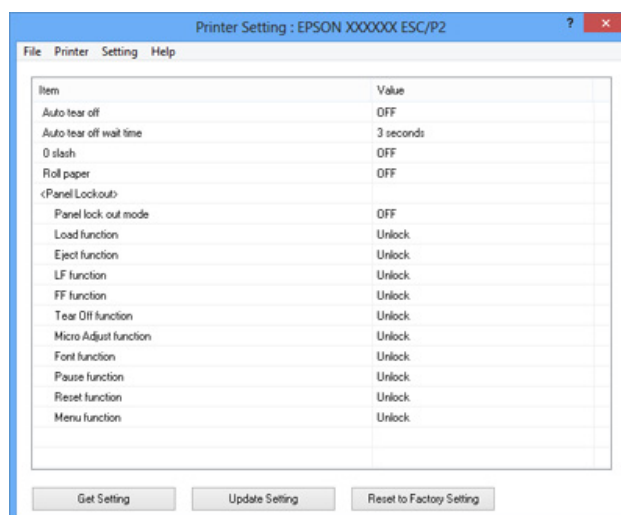 Printer Setting : EPSON XXXXXX ESC/P2 ? ×
File Printer Setting Help
Item Value
Auto tear off OFF
Auto tear off wait time 3 seconds
0 slash OFF
Roll paper OFF
<Panel Lockout>
Panel lock out mode OFF
Load function Unlock
Eject function Unlock
LF function Unlock
FF function Unlock
Tear Off function Unlock
Micro Adjust function Unlock
Font function Unlock
Pause function Unlock
Reset function Unlock
Menu function Unlock
Get Setting Update Setting Reset to Factory Setting